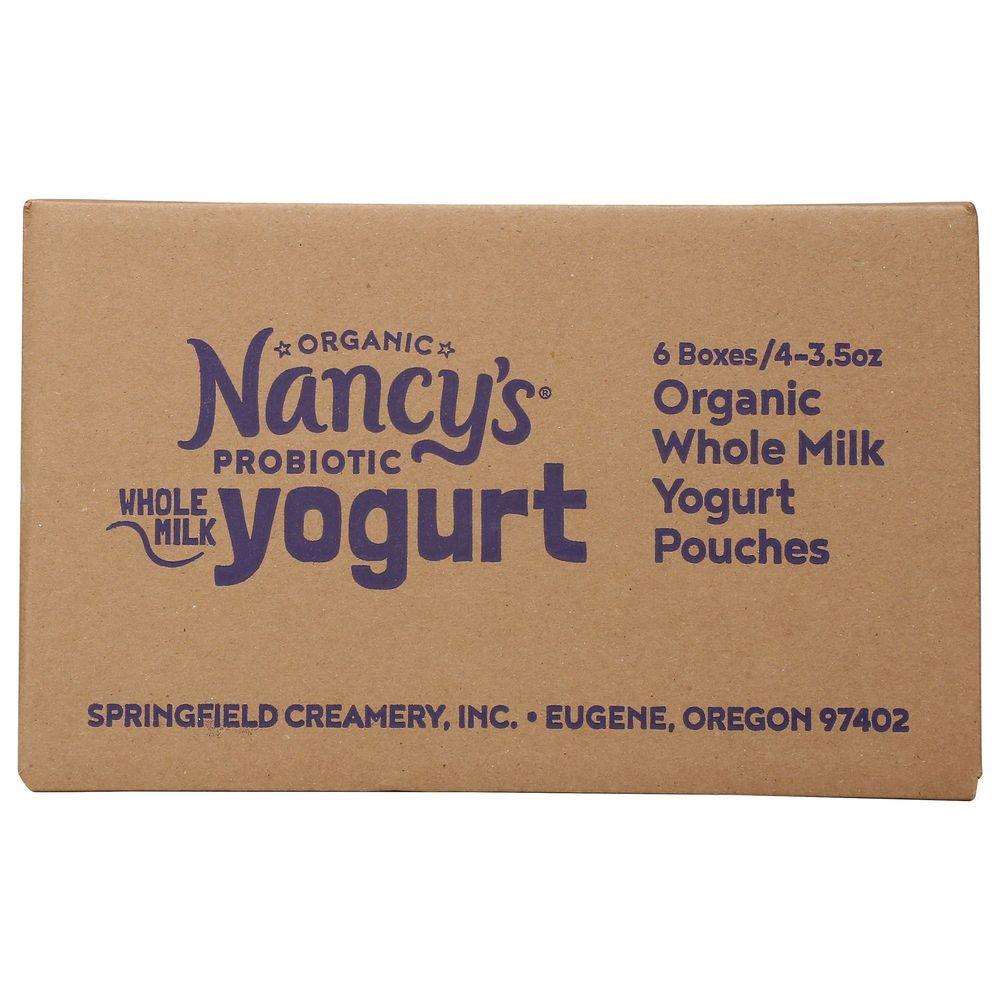 ORGANIC
Nancy's®
PROBIOTIC
WHOLE
MILK
yogurt
6 Boxes/4-3.5oz
Organic
Whole Milk
Yogurt
Pouches
SPRINGFIELD CREAMERY, INC. • EUGENE, OREGON 97402